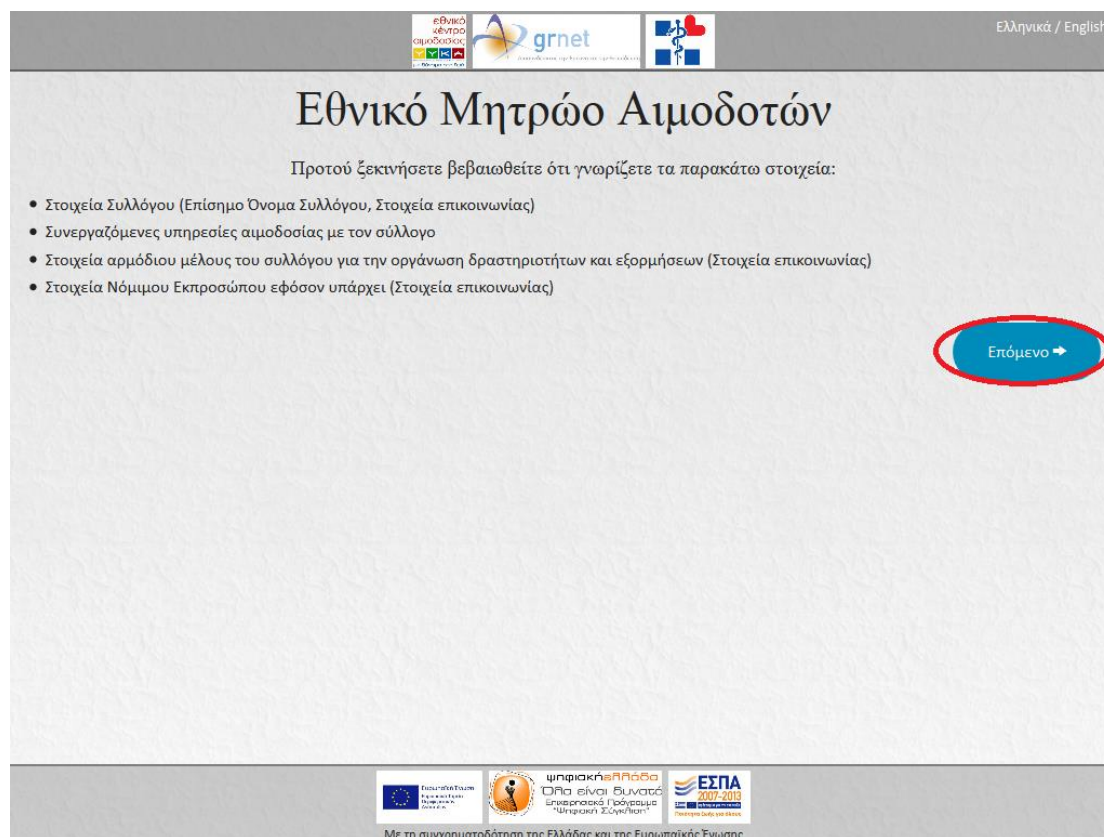 εθνικό
κέντρο
αιμοδοσίας
grnet
Ελληνικά / English
Εθνικό Μητρώο Αιμοδοτών
Προτού ξεκινήσετε βεβαιωθείτε ότι γνωρίζετε τα παρακάτω στοιχεία:
• Στοιχεία Συλλόγου (Επίσημο Όνομα Συλλόγου, Στοιχεία επικοινωνίας)
• Συνεργαζόμενες υπηρεσίες αιμοδοσίας με τον σύλλογο
• Στοιχεία αρμόδιου μέλους του συλλόγου για την οργάνωση δραστηριοτήτων και εξορμήσεων (Στοιχεία επικοινωνίας)
• Στοιχεία Νόμιμου Εκπροσώπου εφόσον υπάρχει (Στοιχεία επικοινωνίας)
Επόμενο
Ευρωπαϊκή Ένωση
ψηφιακήελλάδα
Όλα είναι δυνατά
Επιχειρησιακό Πρόγραμμα
"Ψηφιακή Σύγκλιση"
ΕΣΠΑ
2007-2013
Με τη συγχρηματοδότηση της Ελλάδας και της Ευρωπαϊκής Ένωσης